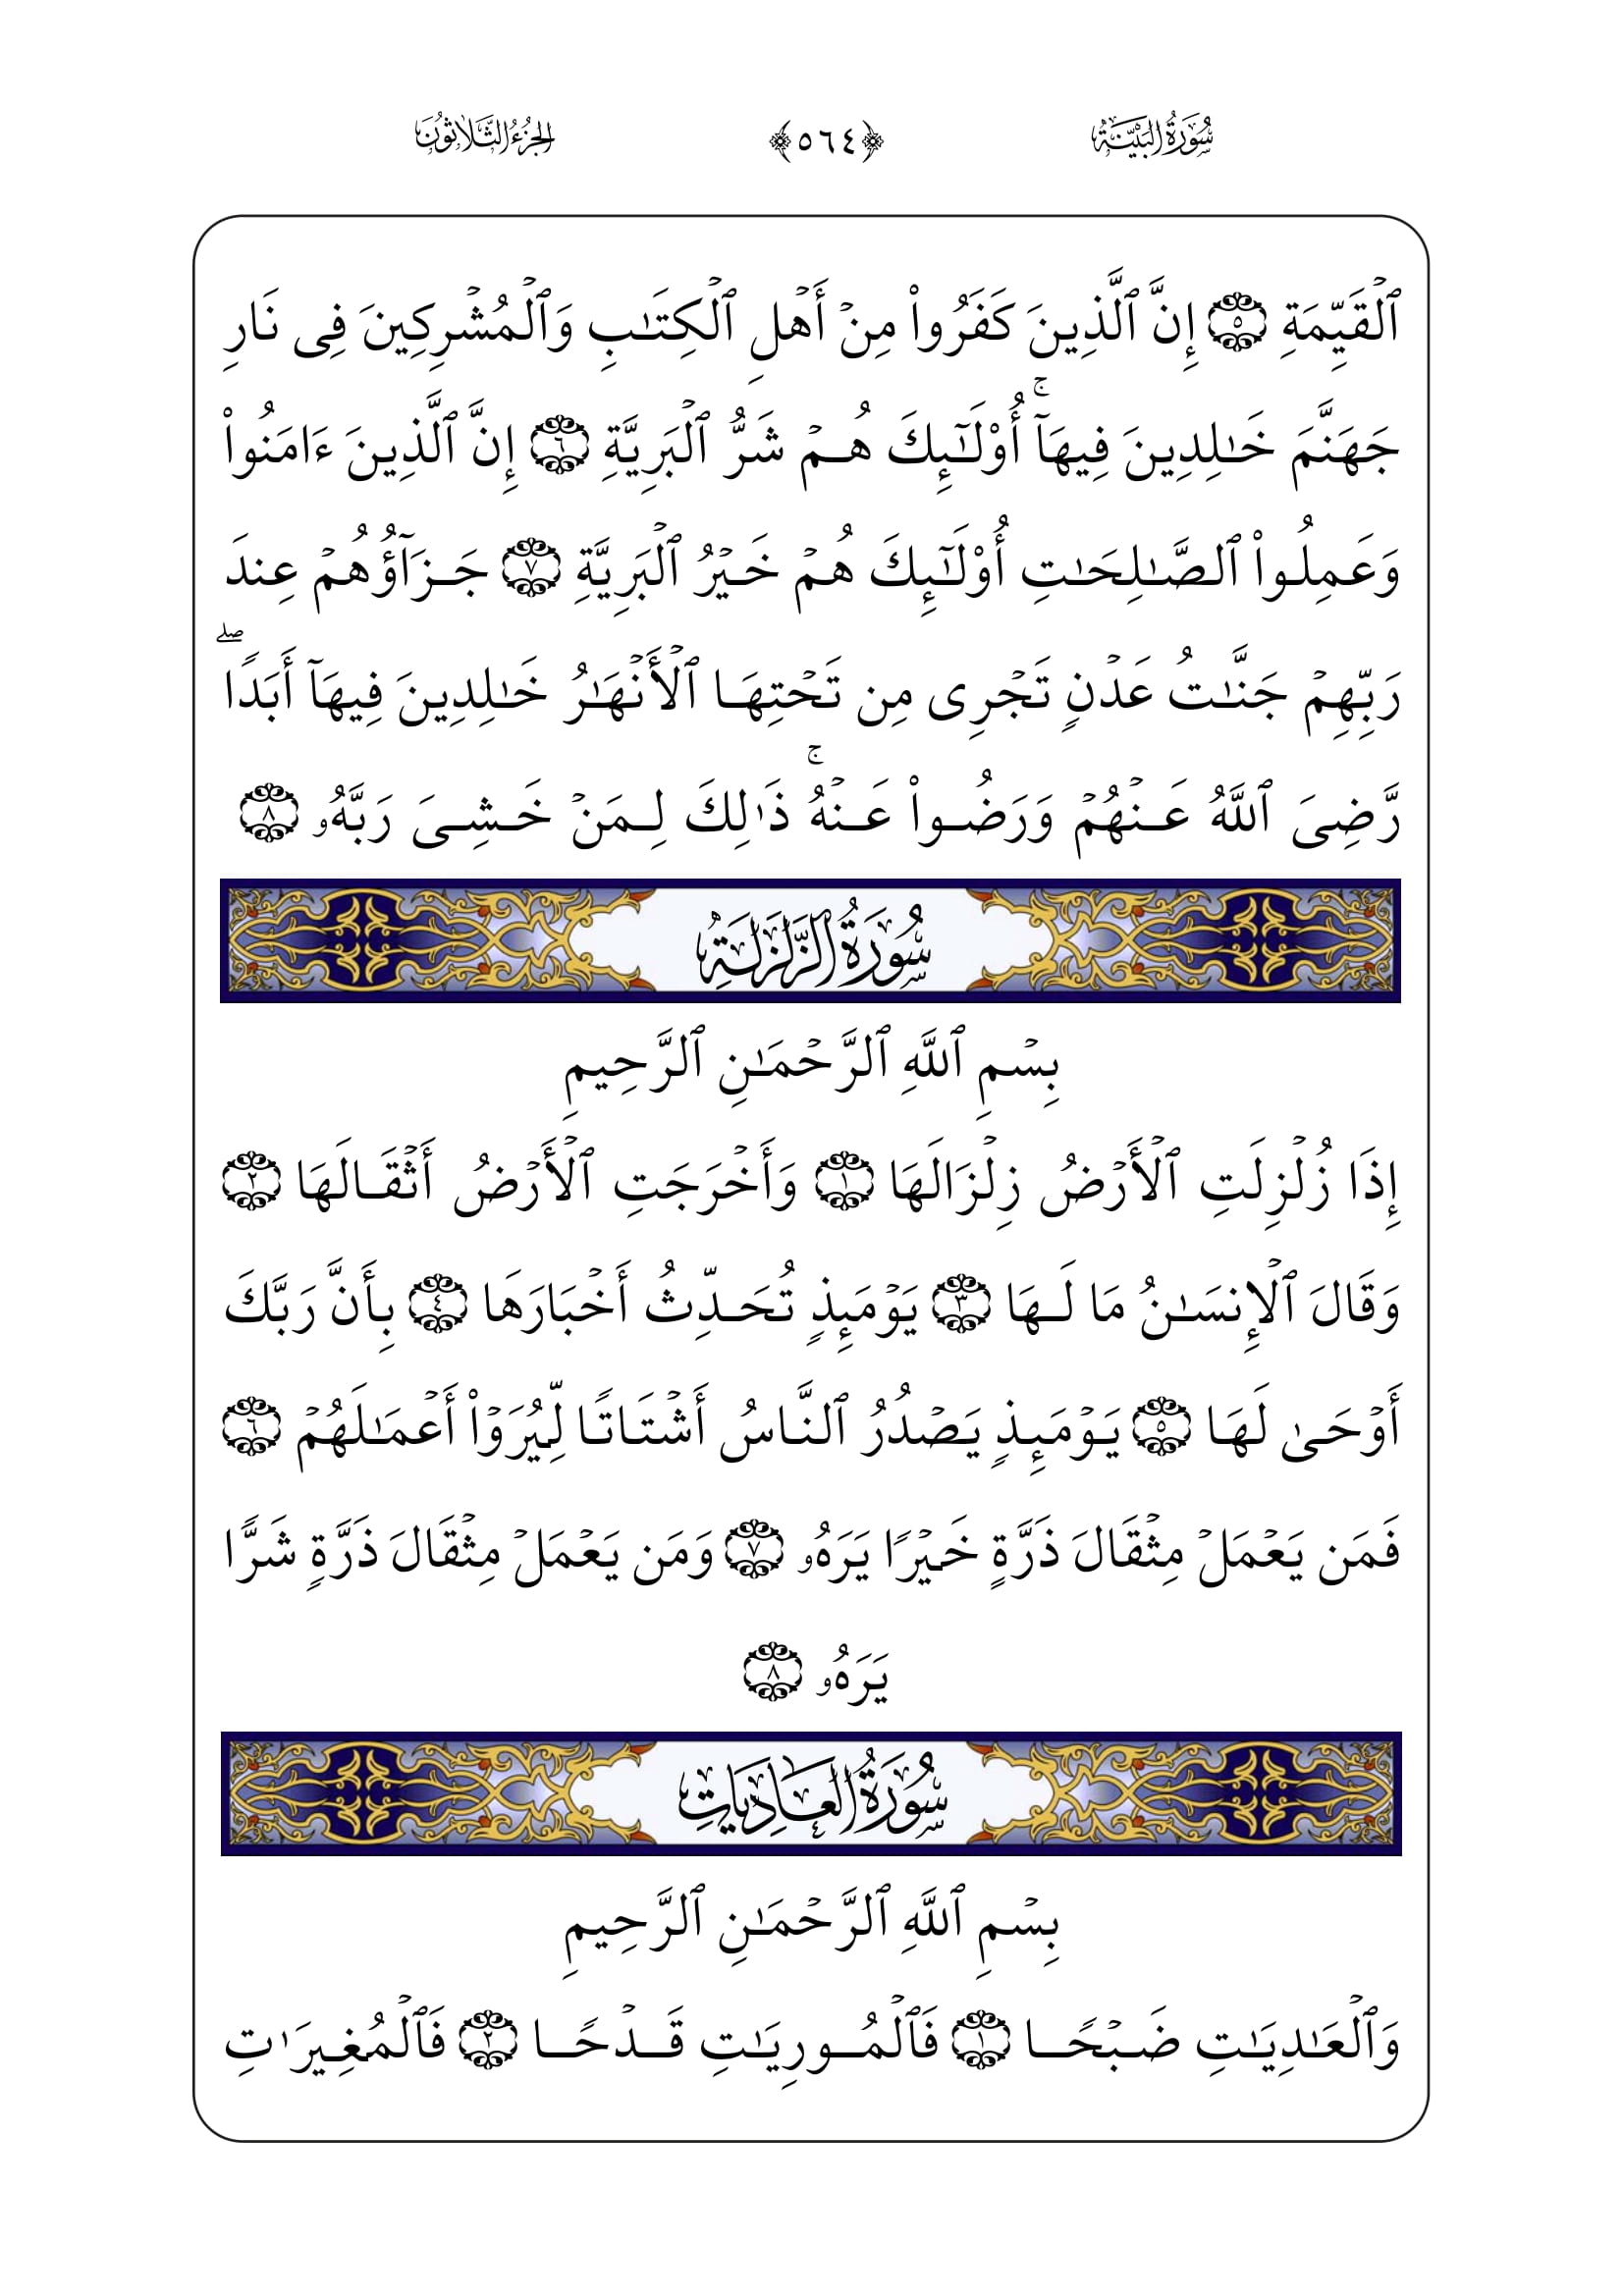 سُورَةُ البَيِّنَةِ ﴿٥٦٤﴾ الجُزْءُ الثَّلَاثُونَ
ٱلۡقَيِّمَةِ ٥ إِنَّ ٱلَّذِينَ كَفَرُواْ مِنۡ أَهۡلِ ٱلۡكِتَـٰبِ وَٱلۡمُشۡرِكِينَ فِى نَارِ
جَهَنَّمَ خَـٰلِدِينَ فِيهَآۚ أُوْلَـٰٓئِكَ هُمۡ شَرُّ ٱلۡبَرِيَّةِ ٦ إِنَّ ٱلَّذِينَ ءَامَنُواْ
وَعَمِلُواْ ٱلصَّـٰلِحَـٰتِ أُوْلَـٰٓئِكَ هُمۡ خَيۡرُ ٱلۡبَرِيَّةِ ٧ جَزَآؤُهُمۡ عِندَ
رَبِّهِمۡ جَنَّـٰتُ عَدۡنٍ تَجۡرِى مِن تَحۡتِهَا ٱلۡأَنۡهَـٰرُ خَـٰلِدِينَ فِيهَآ أَبَدًاۖ
رَّضِىَ ٱللَّهُ عَنۡهُمۡ وَرَضُواْ عَنۡهُۚ ذَٲلِكَ لِمَنۡ خَشِىَ رَبَّهُۥ ٨
سُورَةُ الزَّلْزَلَةِ
بِسۡمِ ٱللَّهِ ٱلرَّحۡمَـٰنِ ٱلرَّحِيمِ
إِذَا زُلۡزِلَتِ ٱلۡأَرۡضُ زِلۡزَالَهَا ١ وَأَخۡرَجَتِ ٱلۡأَرۡضُ أَثۡقَالَهَا ٢
وَقَالَ ٱلۡإِنسَـٰنُ مَا لَهَا ٣ يَوۡمَئِذٍ تُحَدِّثُ أَخۡبَارَهَا ٤ بِأَنَّ رَبَّكَ
أَوۡحَىٰ لَهَا ٥ يَوۡمَئِذٍ يَصۡدُرُ ٱلنَّاسُ أَشۡتَاتًا لِّيُرَوۡاْ أَعۡمَـٰلَهُمۡ ٦
فَمَن يَعۡمَلۡ مِثۡقَالَ ذَرَّةٍ خَيۡرًا يَرَهُۥ ٧ وَمَن يَعۡمَلۡ مِثۡقَالَ ذَرَّةٍ شَرًّا
يَرَهُۥ ٨
سُورَةُ العَادِيَاتِ
بِسۡمِ ٱللَّهِ ٱلرَّحۡمَـٰنِ ٱلرَّحِيمِ
وَٱلۡعَـٰدِيَـٰتِ ضَبۡحًا ١ فَٱلۡمُورِيَـٰتِ قَدۡحًا ٢ فَٱلۡمُغِيرَٲتِ